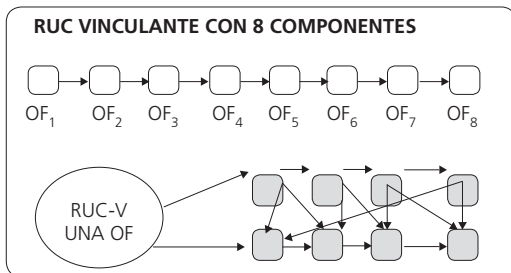 RUC VINCULANTE CON 8 COMPONENTES
OF₁ OF₂ OF₃ OF₄ OF₅ OF₆ OF₇ OF₈
RUC-V
UNA OF